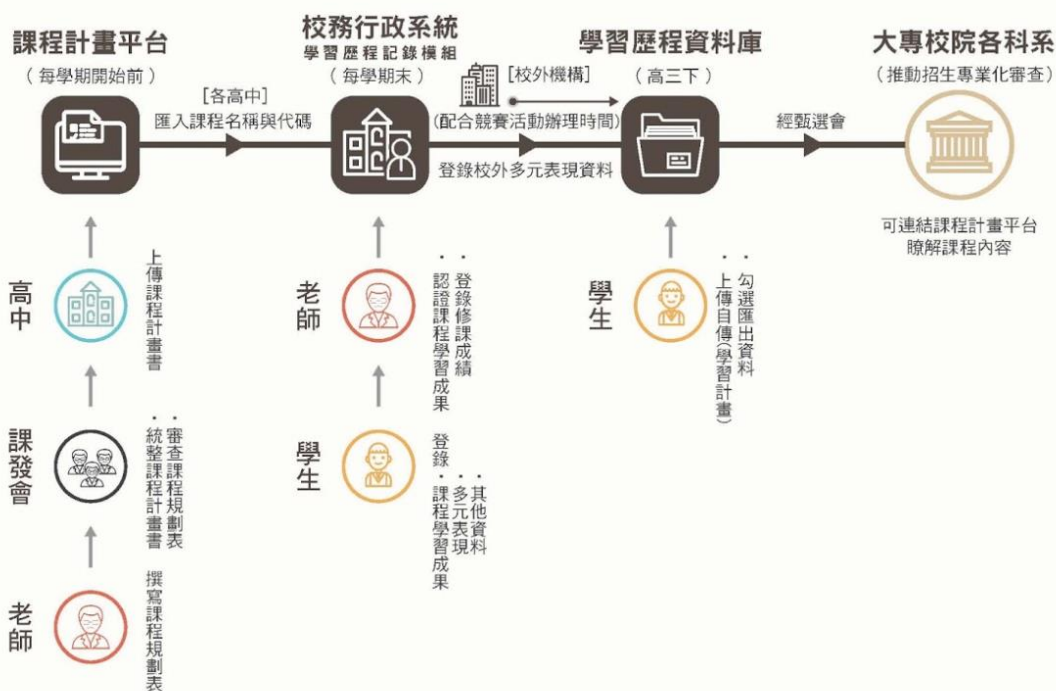 課程計畫平台
（每學期開始前）
[各高中]
匯入課程名稱與代碼
校務行政系統
學習歷程記錄模組
（每學期末）
[校外機構]
(配合競賽活動辦理時間)
登錄校外多元表現資料
學習歷程資料庫
（高三下）
經甄選會
大專校院各科系
（推動招生專業化審查）
可連結課程計畫平台
瞭解課程內容
高中
上傳課程計畫書
課發會
・審查課程規劃表
・統整課程計畫書
老師
撰寫課程規劃表
老師
・登錄修課成績
・認證課程學習成果
學生
登錄
・課程學習成果
・多元表現
・其他資料
學生
・勾選匯出資料
・上傳自傳(學習計畫)